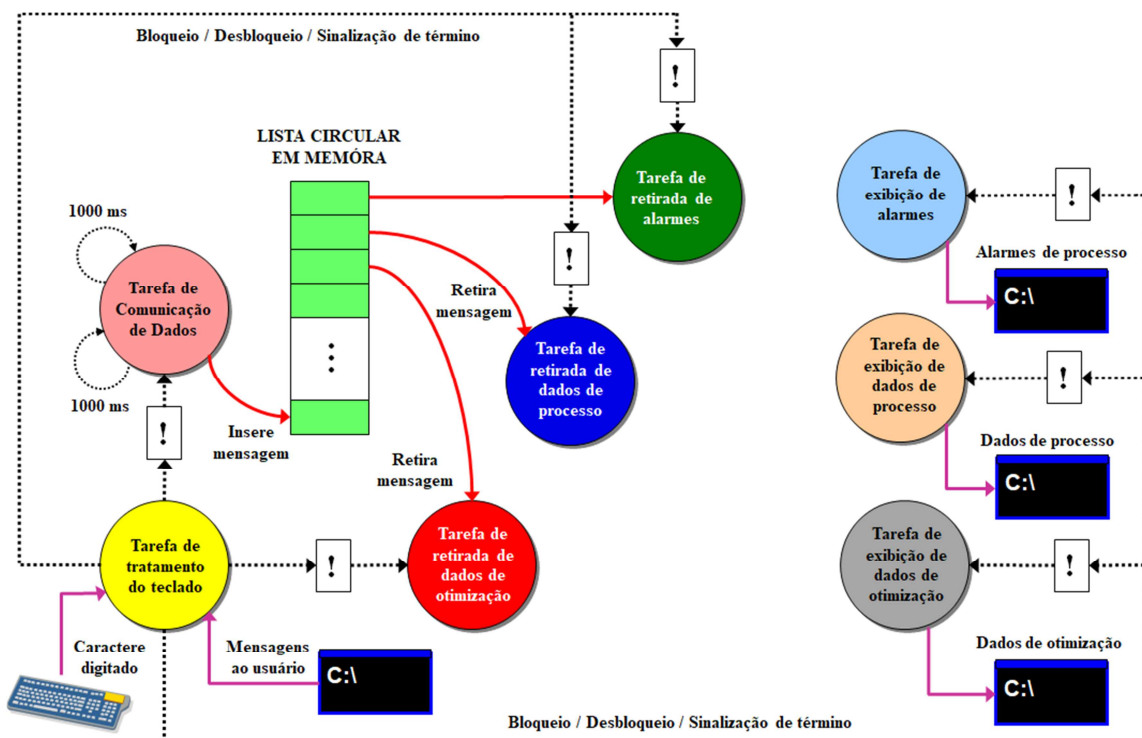 Bloqueio / Desbloqueio / Sinalização de término
!
LISTA CIRCULAR
EM MEMÓRA
Tarefa de
retirada de
alarmes
Tarefa de
exibição de
alarmes
!
1000 ms
Tarefa de
Comunicação
de Dados
1000 ms
!
Retira
mensagem
!
Alarmes de processo
C:\
Tarefa de
retirada de
dados de
processo
Tarefa de
exibição de
dados de
processo
!
Insere
mensagem
Retira
mensagem
Dados de processo
C:\
Tarefa de
tratamento
do teclado
!
Tarefa de
retirada de
dados de
otimização
Tarefa de
exibição de
dados de
otimização
!
Caractere
digitado
Mensagens
ao usuário
C:\
Dados de otimização
C:\
Bloqueio / Desbloqueio / Sinalização de término